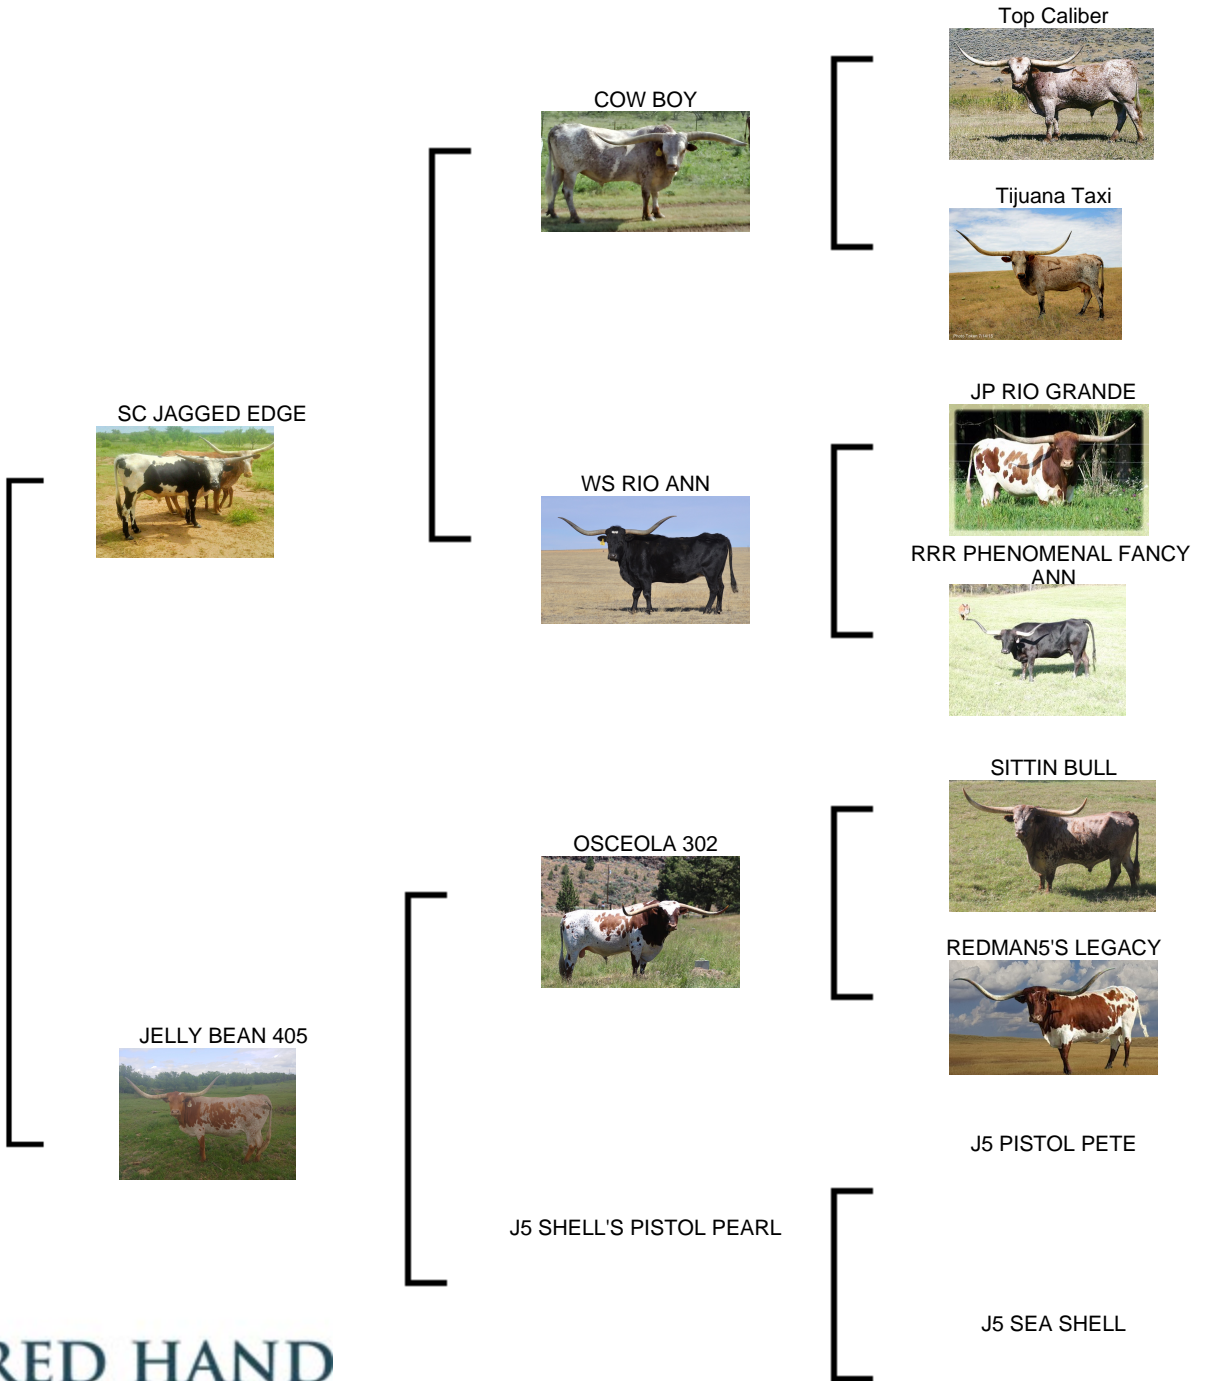 Top Caliber
COW BOY
Tijuana Taxi
JP RIO GRANDE
SC JAGGED EDGE
WS RIO ANN
RRR PHENOMENAL FANCY
ANN
SITTIN BULL
OSCEOLA 302
REDMAN5'S LEGACY
JELLY BEAN 405
J5 PISTOL PETE
J5 SHELL'S PISTOL PEARL
J5 SEA SHELL
RED HAND